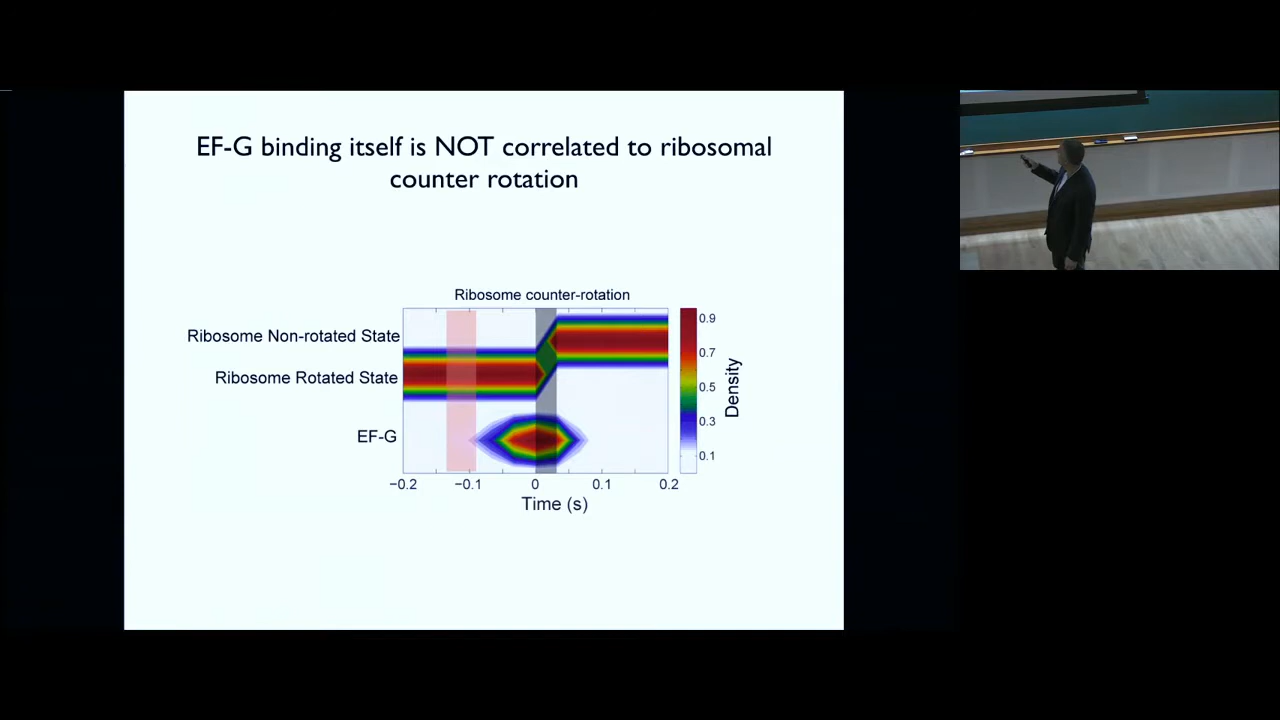 EF-G binding itself is NOT correlated to ribosomal
counter rotation
Ribosome counter-rotation
Ribosome Non-rotated State
Ribosome Rotated State
EF-G
0.9
0.7
0.5
0.3
0.1
Density
−0.2
−0.1
0
0.1
0.2
Time (s)